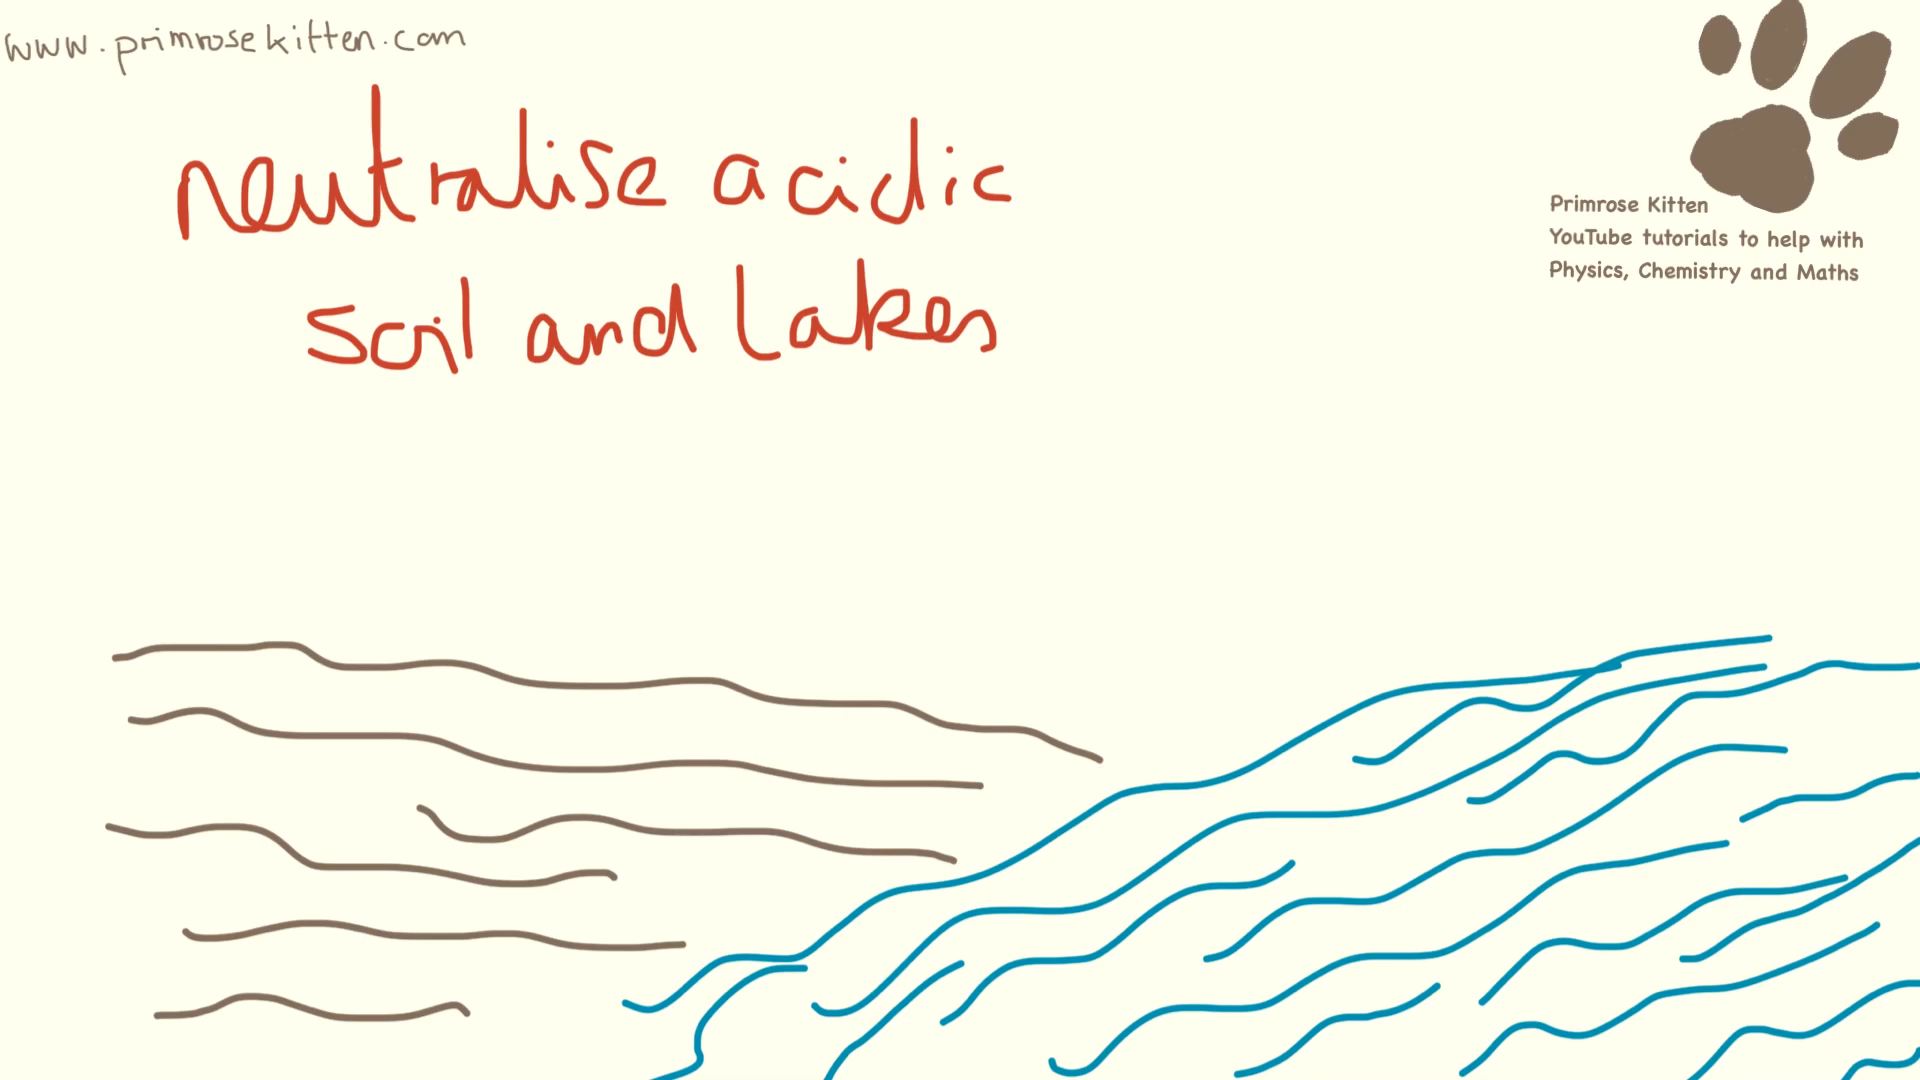 www.primrosekitten.com
neutralise acidic
soil and lakes
Primrose Kitten
YouTube tutorials to help with
Physics, Chemistry and Maths